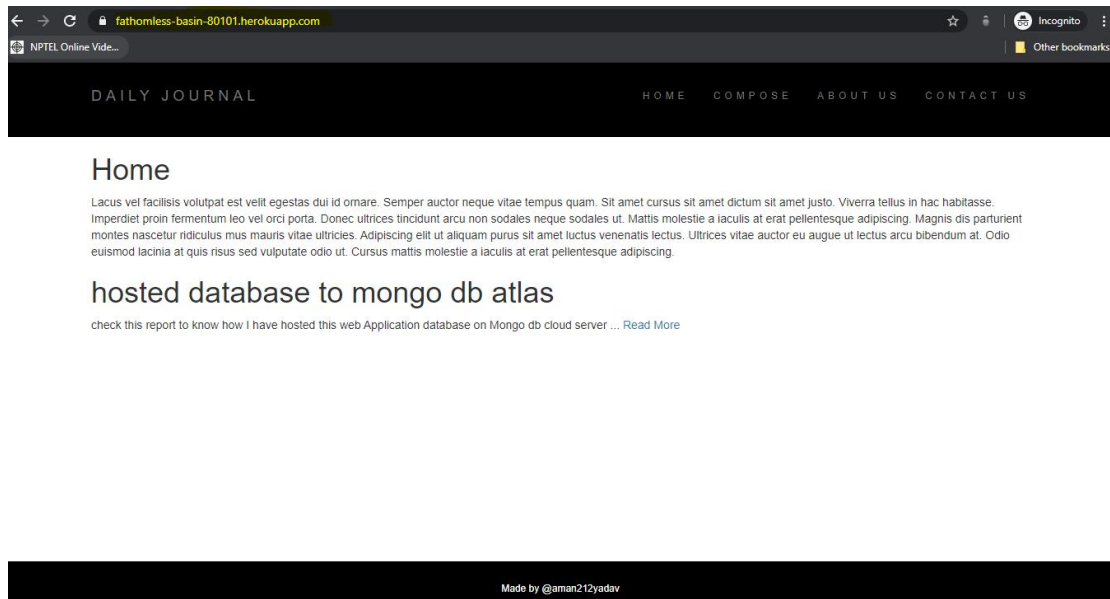 fathomless-basin-80101.herokuapp.com
Incognito
NPTEL Online Vide...
Other bookmarks
DAILY JOURNAL
HOME COMPOSE ABOUT US CONTACT US
Home
Lacus vel facilisis volutpat est velit egestas dui id ornare. Semper auctor neque vitae tempus quam. Sit amet cursus sit amet dictum sit amet justo. Viverra tellus in hac habitasse.
Imperdiet proin fermentum leo vel orci porta. Donec ultrices tincidunt arcu non sodales neque sodales ut. Mattis molestie a iaculis at erat pellentesque adipiscing. Magnis dis parturient
montes nascetur ridiculus mus mauris vitae ultricies. Adipiscing elit ut aliquam purus sit amet luctus venenatis lectus. Ultrices vitae auctor eu augue ut lectus arcu bibendum at. Odio
euismod lacinia at quis risus sed vulputate odio ut. Cursus mattis molestie a iaculis at erat pellentesque adipiscing.
hosted database to mongo db atlas
check this report to know how I have hosted this web Application database on Mongo db cloud server ... Read More
Made by @aman212yadav